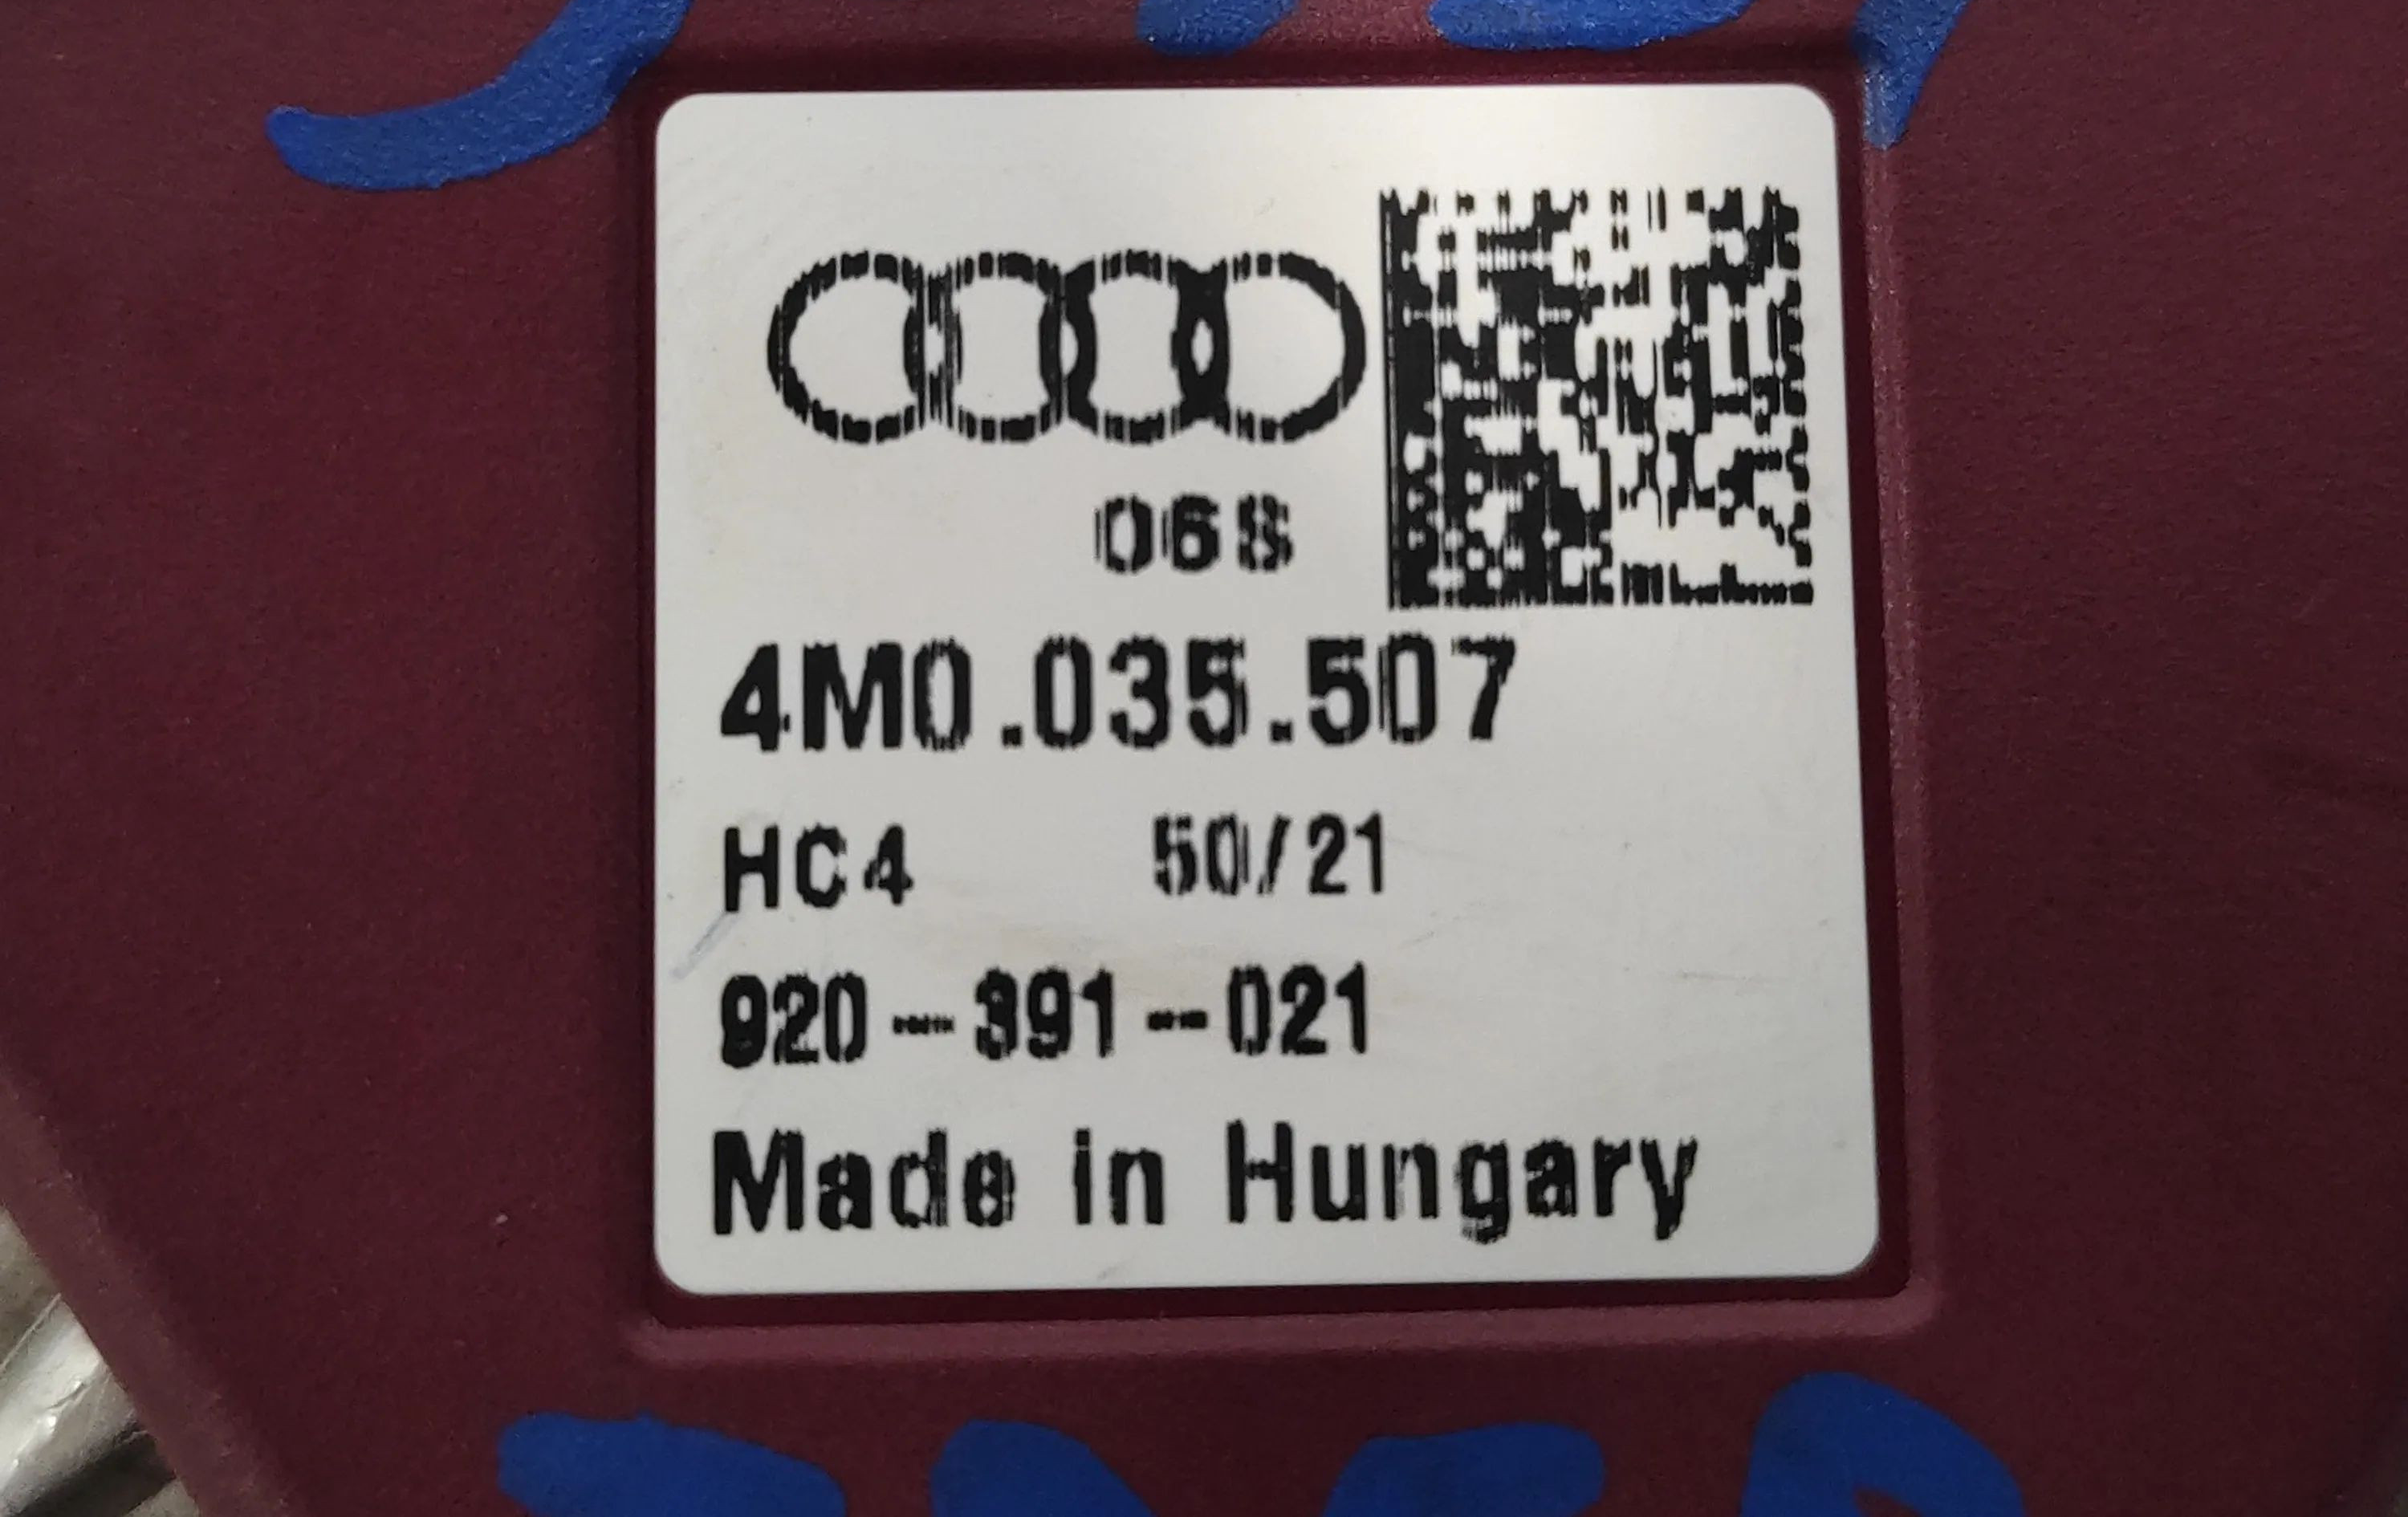 068
4M0.035.507
HC4 50/21
920-391-021
Made in Hungary